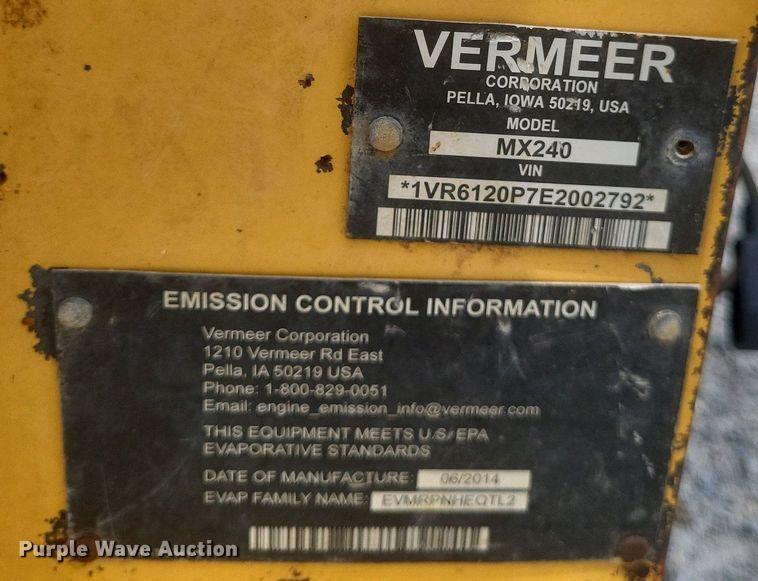 VERMEER
CORPORATION
PELLA, IOWA 50219, USA
MODEL
MX240
VIN
*1VR6120P7E2002792*
EMISSION CONTROL INFORMATION
Vermeer Corporation
1210 Vermeer Rd East
Pella, IA 50219 USA
Phone: 1-800-829-0051
Email: engine_emission_info@vermeer.com
THIS EQUIPMENT MEETS U.S. EPA
EVAPORATIVE STANDARDS
DATE OF MANUFACTURE: 06/2014
EVAP FAMILY NAME: EVMRPNHEQTL2
Purple Wave Auction